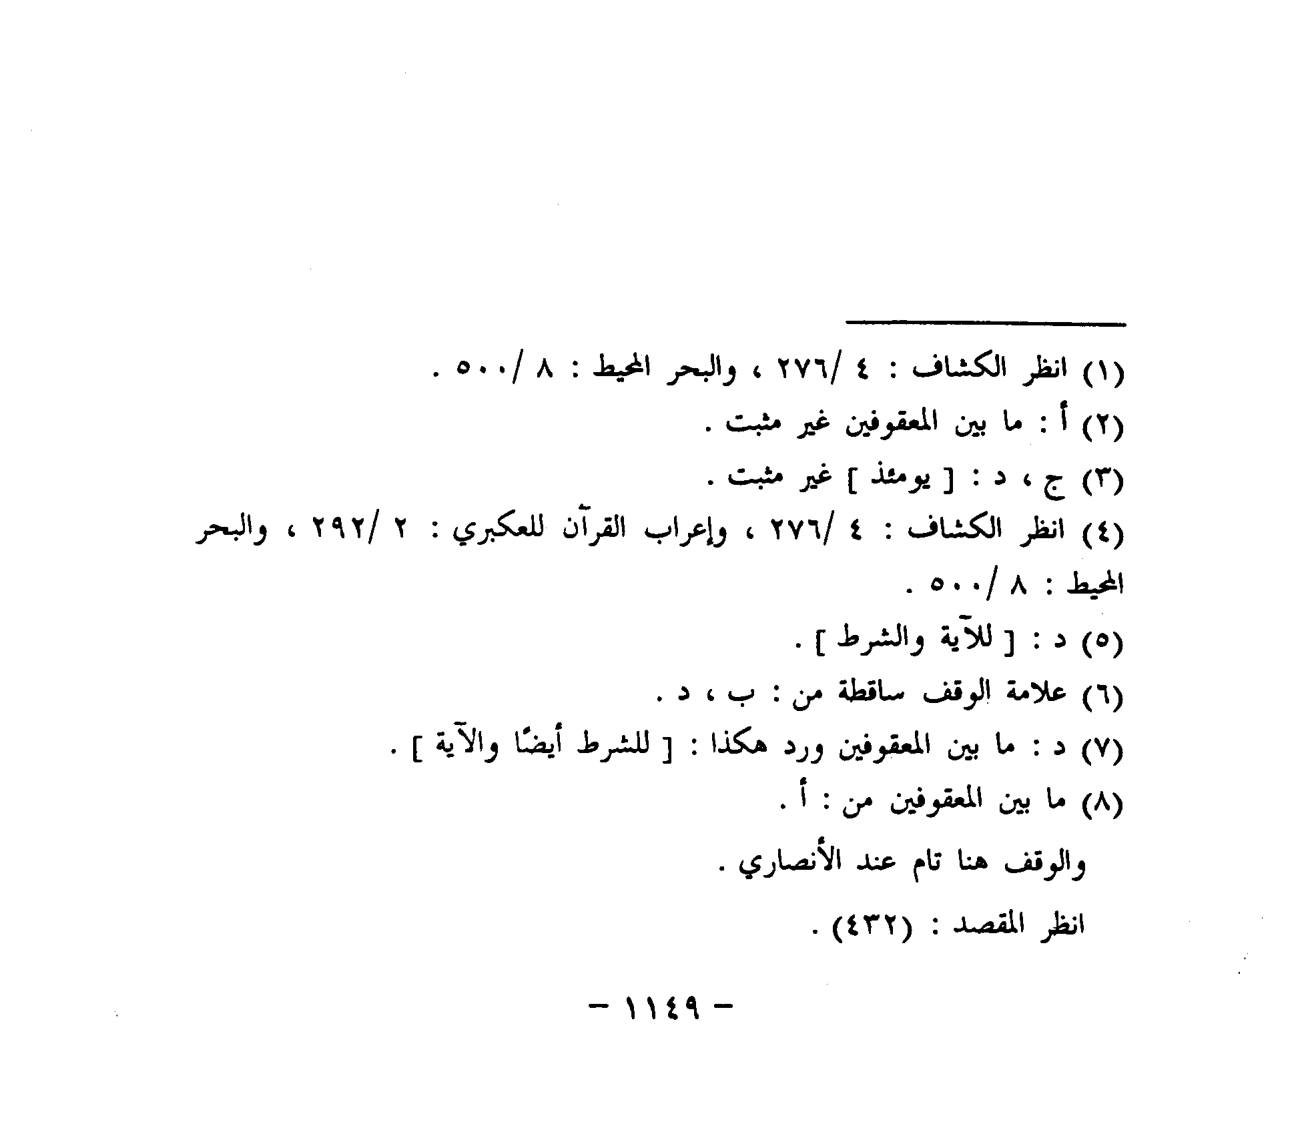 (١) انظر الكشاف : ٤ /٢٧٦ ، والبحر المحيط : ٨ /٥٠٠ .
(٢) أ : ما بين المعقوفين غير مثبت .
(٣) ج ، د : [ يومئذ ] غير مثبت .
(٤) انظر الكشاف : ٤ /٢٧٦ ، وإعراب القرآن للعكبري : ٢ /٢٩٢ ، والبحر
المحيط : ٨ /٥٠٠ .
(٥) د : [ للآية والشرط ] .
(٦) علامة الوقف ساقطة من : ب ، د .
(٧) د : ما بين المعقوفين ورد هكذا : [ للشرط أيضًا والآية ] .
(٨) ما بين المعقوفين من : أ .
والوقف هنا تام عند الأنصاري .
انظر المقصد : (٤٣٢) .
– ١١٤٩ –